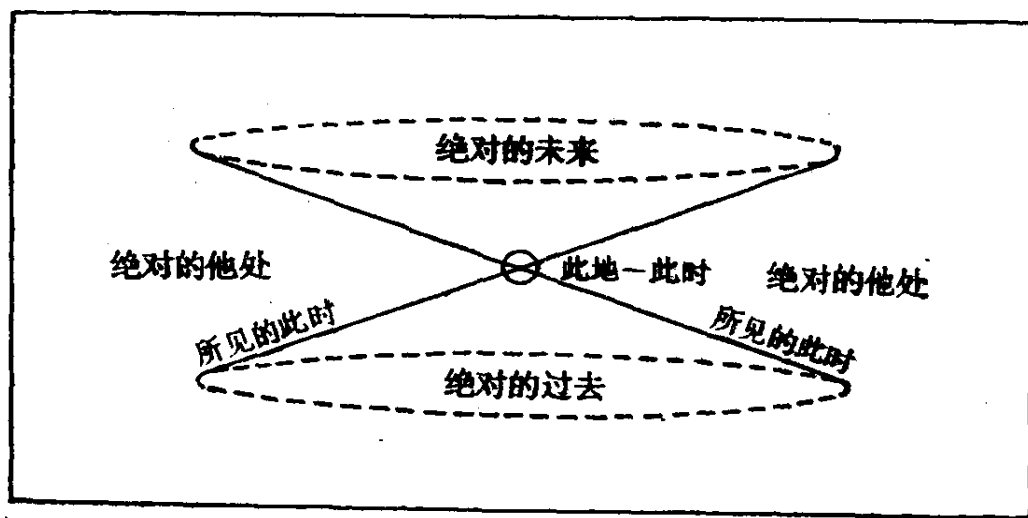 绝对的未来
绝对的他处
此地－此时
绝对的他处
所见的此时
所见的此时
绝对的过去